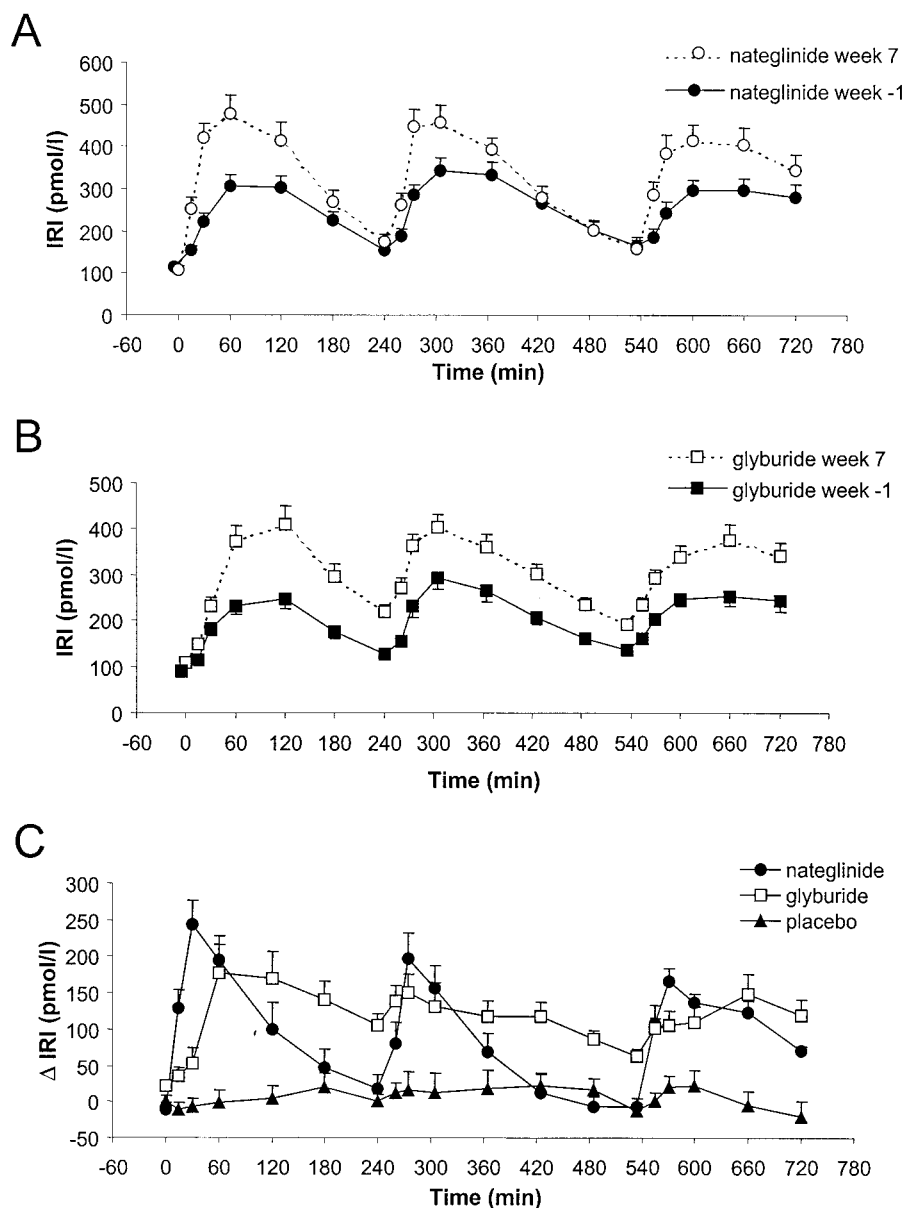 A
nateglinide week 7
nateglinide week -1
600
500
400
300
200
100
0
IRI (pmol/l)
-60 0 60 120 180 240 300 360 420 480 540 600 660 720 780
Time (min)
B
glyburide week 7
glyburide week -1
500
400
300
200
100
0
IRI (pmol/l)
-60 0 60 120 180 240 300 360 420 480 540 600 660 720 780
Time (min)
C
nateglinide
glyburide
placebo
300
250
200
150
100
50
0
-50
Δ IRI (pmol/l)
-60 0 60 120 180 240 300 360 420 480 540 600 660 720 780
Time (min)